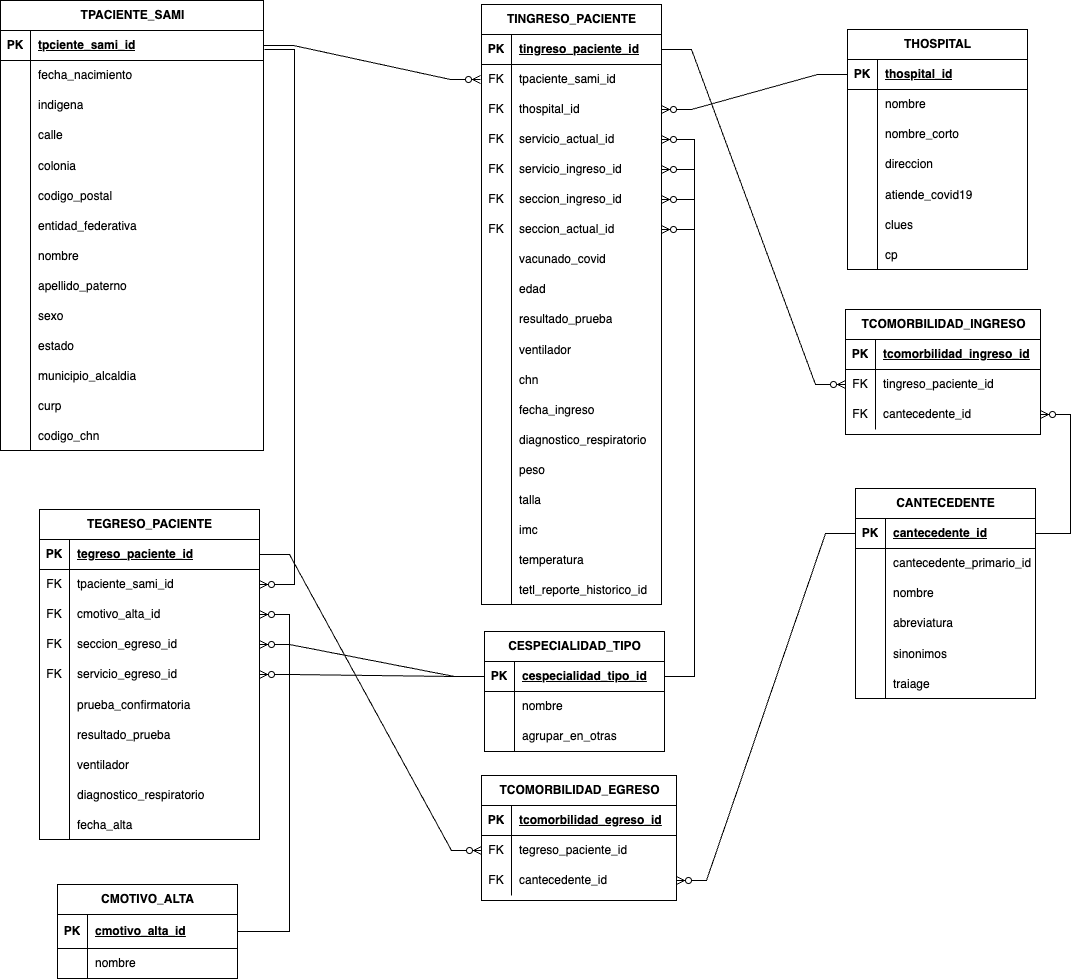 TPACIENTE_SAMI
PK tpciente_sami_id
fecha_nacimiento
indigena
calle
colonia
codigo_postal
entidad_federativa
nombre
apellido_paterno
sexo
estado
municipio_alcaldia
curp
codigo_chn
TINGRESO_PACIENTE
PK tingreso_paciente_id
FK tpaciente_sami_id
FK thospital_id
FK servicio_actual_id
FK servicio_ingreso_id
FK seccion_ingreso_id
FK seccion_actual_id
vacunado_covid
edad
resultado_prueba
ventilador
chn
fecha_ingreso
diagnostico_respiratorio
peso
talla
imc
temperatura
tetl_reporte_historico_id
THOSPITAL
PK thospital_id
nombre
nombre_corto
direccion
atiende_covid19
clues
cp
TCOMORBILIDAD_INGRESO
PK tcomorbilidad_ingreso_id
FK tingreso_paciente_id
FK cantecedente_id
CANTECEDENTE
PK cantecedente_id
cantecedente_primario_id
nombre
abreviatura
sinonimos
traiage
TEGRESO_PACIENTE
PK tegreso_paciente_id
FK tpaciente_sami_id
FK cmotivo_alta_id
FK seccion_egreso_id
FK servicio_egreso_id
prueba_confirmatoria
resultado_prueba
ventilador
diagnostico_respiratorio
fecha_alta
CESPECIALIDAD_TIPO
PK cespecialidad_tipo_id
nombre
agrupar_en_otras
TCOMORBILIDAD_EGRESO
PK tcomorbilidad_egreso_id
FK tegreso_paciente_id
FK cantecedente_id
CMOTIVO_ALTA
PK cmotivo_alta_id
nombre